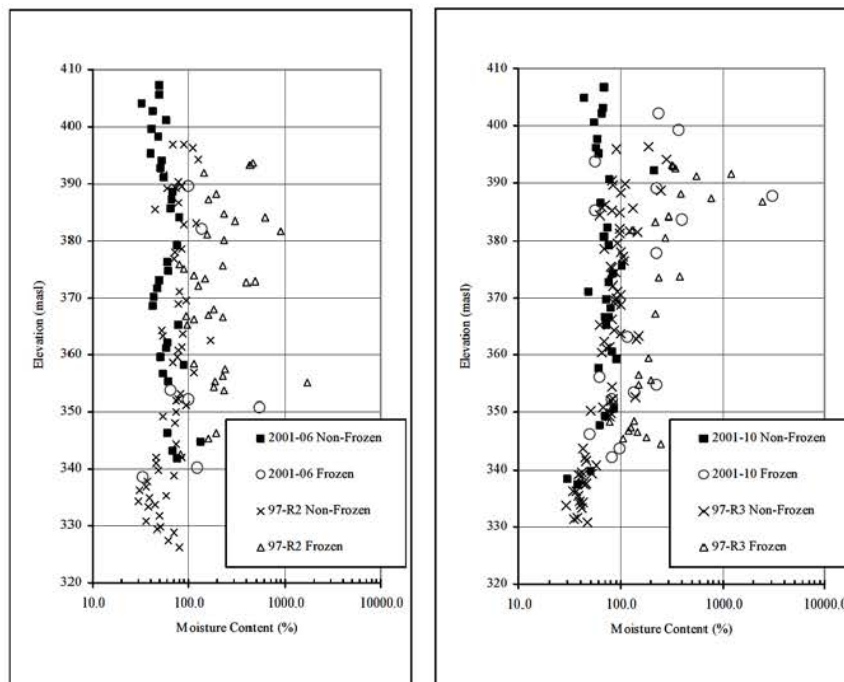 410
400
390
380
370
360
350
340
330
320
Elevation (masl)
10.0 100.0 1000.0 10000.0
Moisture Content (%)
2001-06 Non-Frozen
2001-06 Frozen
97-R2 Non-Frozen
97-R2 Frozen
410
400
390
380
370
360
350
340
330
320
Elevation (masl)
10.0 100.0 1000.0 10000.0
Moisture Content (%)
2001-10 Non-Frozen
2001-10 Frozen
97-R3 Non-Frozen
97-R3 Frozen